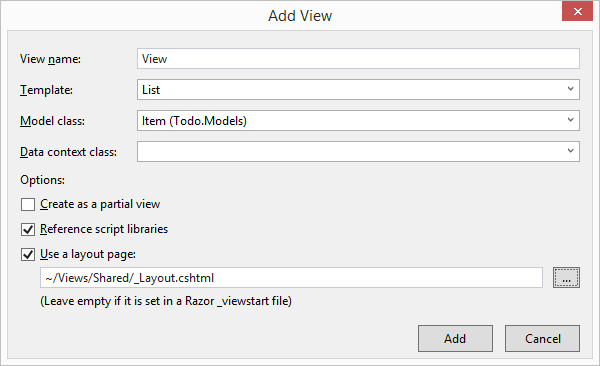 Add View
View name: View
Template: List
Model class: Item (Todo.Models)
Data context class:
Options:
Create as a partial view
Reference script libraries
Use a layout page:
~/Views/Shared/_Layout.cshtml ...
(Leave empty if it is set in a Razor _viewstart file)
Add Cancel